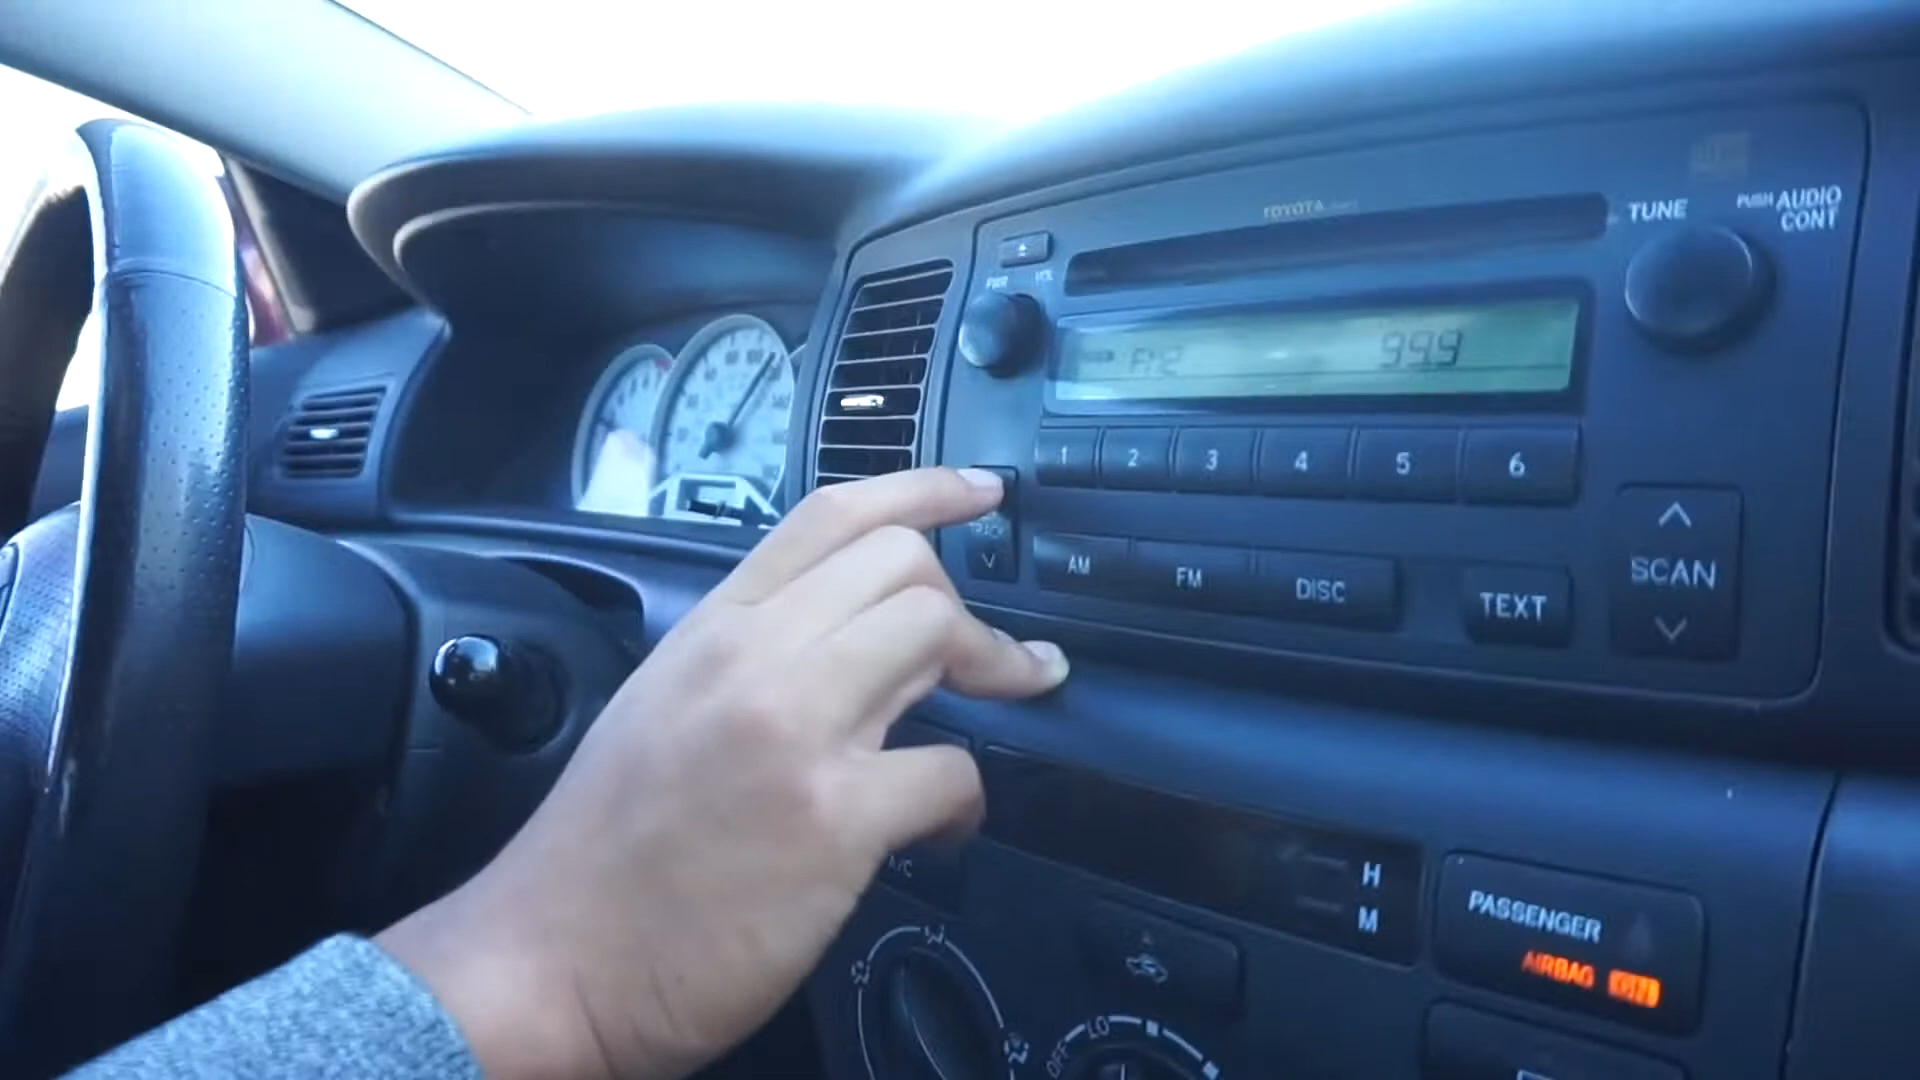 TOYOTA
TUNE
PUSH AUDIO
CONT
PWR
VOL
99.9
1 2 3 4 5 6
TRACK
AM FM DISC TEXT
SCAN
A/C
H
M
PASSENGER
AIRBAG
OFF LO